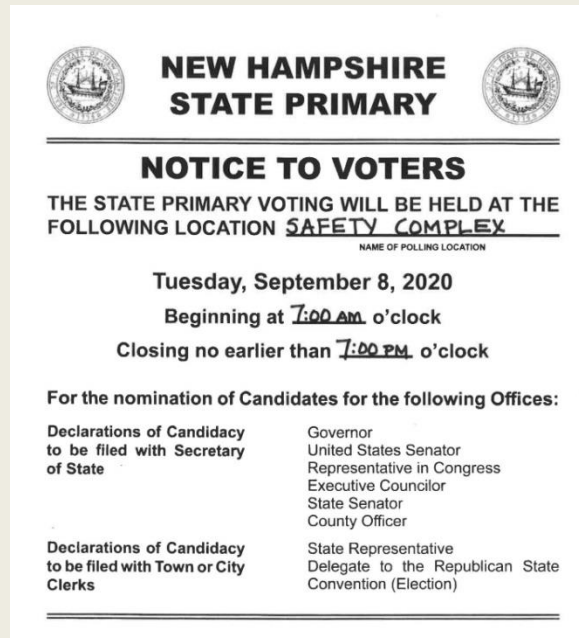 NEW HAMPSHIRE
STATE PRIMARY
NOTICE TO VOTERS
THE STATE PRIMARY VOTING WILL BE HELD AT THE
FOLLOWING LOCATION SAFETY COMPLEX
NAME OF POLLING LOCATION
Tuesday, September 8, 2020
Beginning at 7:00 AM o'clock
Closing no earlier than 7:00 PM o'clock
For the nomination of Candidates for the following Offices:
Declarations of Candidacy
to be filed with Secretary
of State
Governor
United States Senator
Representative in Congress
Executive Councilor
State Senator
County Officer
Declarations of Candidacy
to be filed with Town or City
Clerks
State Representative
Delegate to the Republican State
Convention (Election)